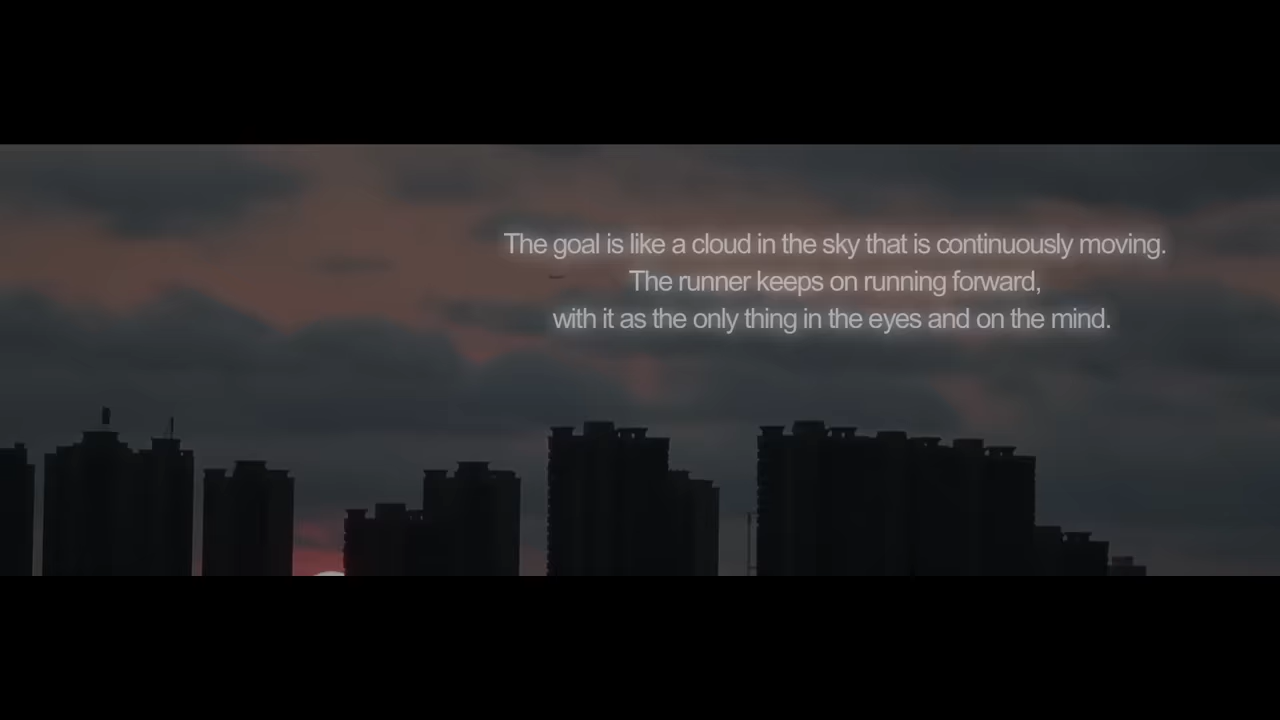 The goal is like a cloud in the sky that is continuously moving.
The runner keeps on running forward,
with it as the only thing in the eyes and on the mind.